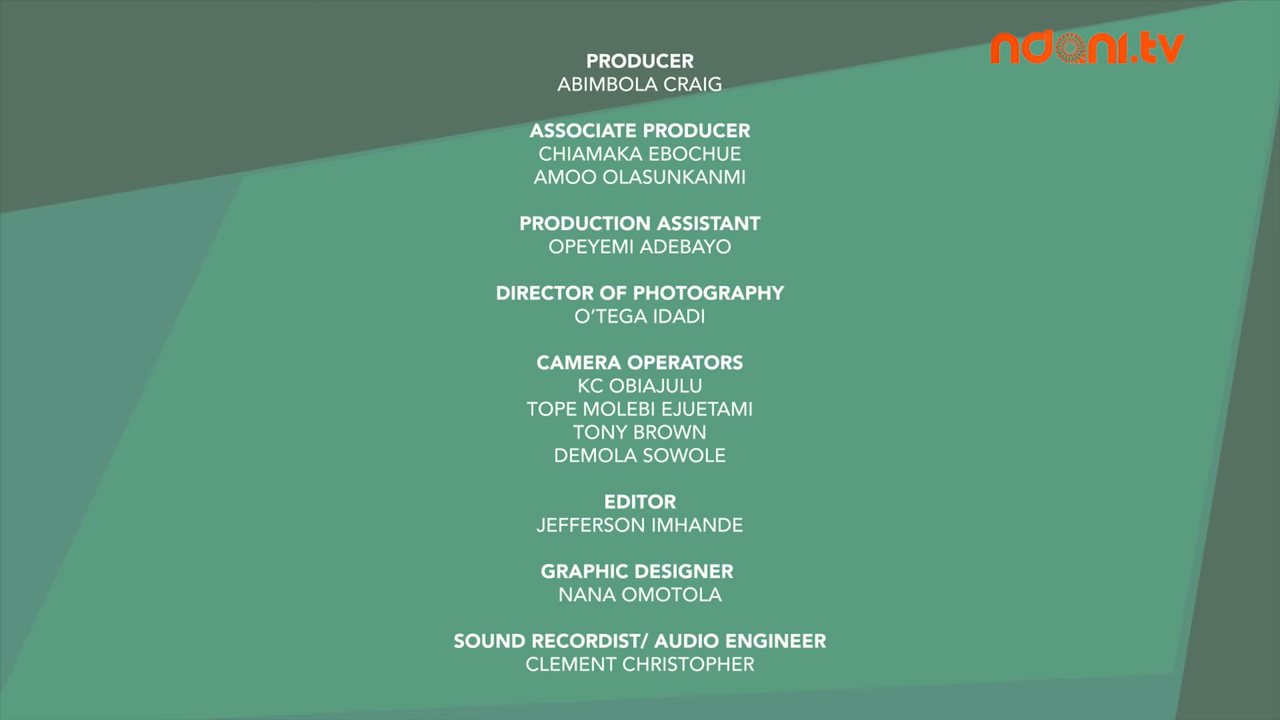 ndani.tv
PRODUCER
ABIMBOLA CRAIG
ASSOCIATE PRODUCER
CHIAMAKA EBOCHUE
AMOO OLASUNKANMI
PRODUCTION ASSISTANT
OPEYEMI ADEBAYO
DIRECTOR OF PHOTOGRAPHY
O’TEGA IDADI
CAMERA OPERATORS
KC OBIAJULU
TOPE MOLEBI EJUETAMI
TONY BROWN
DEMOLA SOWOLE
EDITOR
JEFFERSON IMHANDE
GRAPHIC DESIGNER
NANA OMOTOLA
SOUND RECORDIST/ AUDIO ENGINEER
CLEMENT CHRISTOPHER